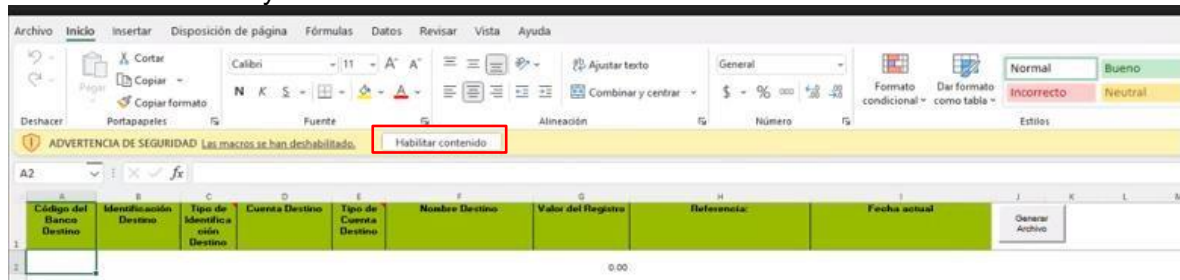 y
Archivo Inicio Insertar Disposición de página Fórmulas Datos Revisar Vista Ayuda
Cortar Calibri 11 A A Ajustar texto General Normal Bueno
Pegar Copiar Formato condicional Dar formato como tabla
Copiar formato N K S A Combinar y centrar $ % 000 Incorrecto Neutral
Deshacer Portapapeles Fuente Alineación Número Estilos
ADVERTENCIA DE SEGURIDAD Las macros se han deshabilitado. Habilitar contenido
A2 fx
A B C D E F G H I J K L M
1 Código del Banco Destino Identificación Destino Tipo de Identificación Destino Cuenta Destino Tipo de Cuenta Destino Nombre Destino Valor del Registro Referencia: Fecha actual Generar Archivo
2 0.00